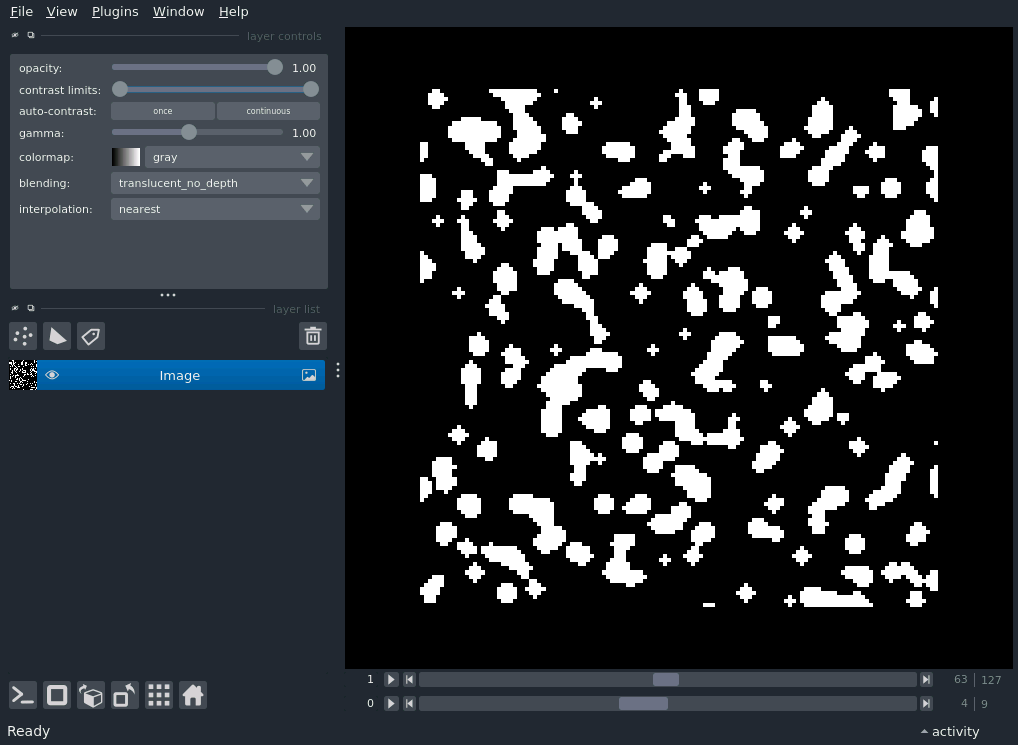 File View Plugins Window Help
layer controls
opacity: 1.00
contrast limits:
auto-contrast: once continuous
gamma: 1.00
colormap: gray
blending: translucent_no_depth
interpolation: nearest
layer list
Image
1 63 127
0 4 9
Ready activity